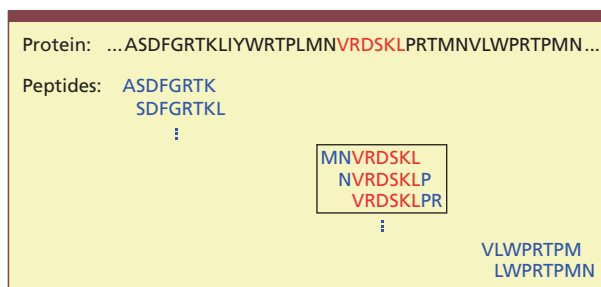 Protein: ...ASDFGRTKLIYWRTPLMNVRDSKLPRTMNVLWPRTPMN...
Peptides: ASDFGRTK
SDFGRTKL
⋮
MNVRDSKL
NVRDSKLP
VRDSKLPR
⋮
VLWPRTPM
LWPRTPMN